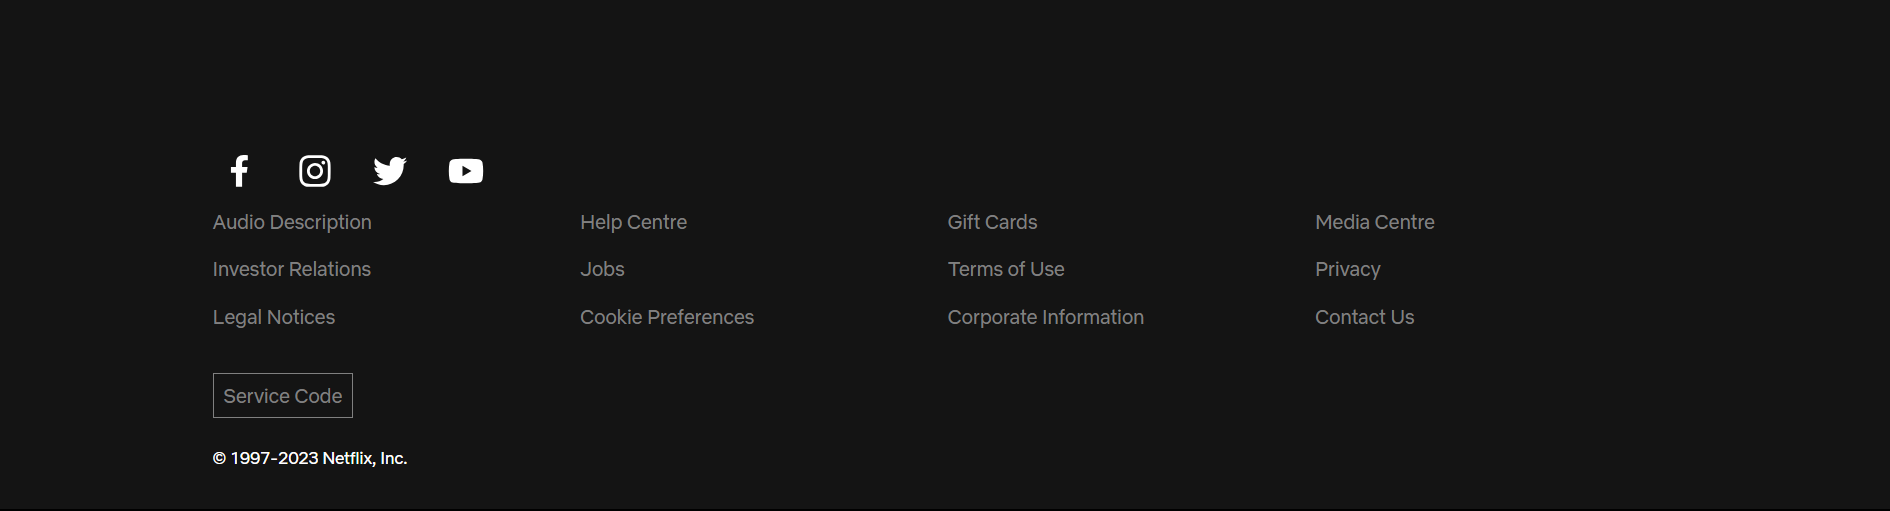 Audio Description Help Centre Gift Cards Media Centre
Investor Relations Jobs Terms of Use Privacy
Legal Notices Cookie Preferences Corporate Information Contact Us
Service Code
© 1997-2023 Netflix, Inc.